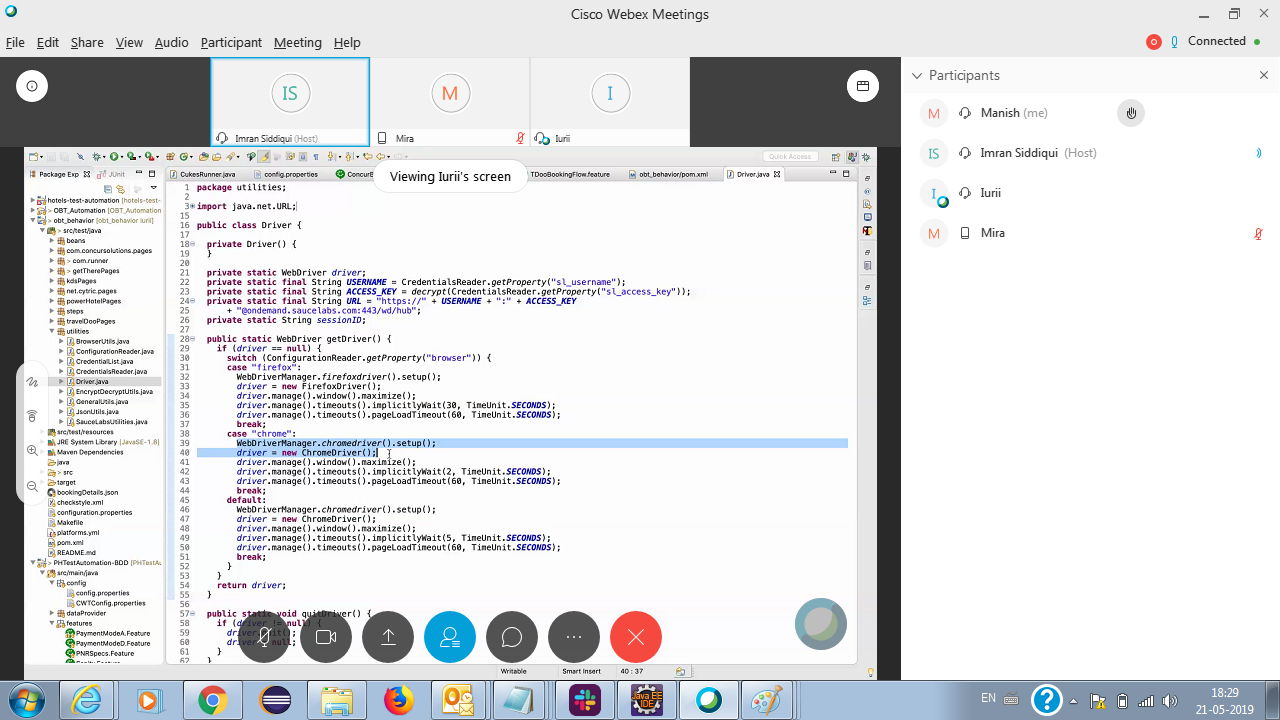 Cisco Webex Meetings
File Edit Share View Audio Participant Meeting Help
Connected
IS
M
I
Imran Siddiqui (Host)
Mira
Iurii
Participants
M Manish (me)
IS Imran Siddiqui (Host)
I Iurii
M Mira
Quick Access
Viewing Iurii's screen
Package Exp
JUnit
CukesRunner.java
config.properties
ConcurB
TDooBookingFlow.feature
obt_behavior/pom.xml
Driver.java
hotels-test-automation [hotels-test
OBT_Automation [OBT_Automation
obt_behavior [obt_behavior iurii]
> src/test/java
beans
com.concursolutions.pages
> com.runner
> getTherePages
kdsPages
net.cytric.pages
powerHotelPages
steps
travelDooPages
utilities
BrowserUtils.java
ConfigurationReader.java
CredentialList.java
CredentialsReader.java
Driver.java
EncryptDecryptUtils.java
GeneralUtils.java
JsonUtils.java
SauceLabsUtilities.java
src/test/resources
JRE System Library [JavaSE-1.8]
Maven Dependencies
java
> src
target
bookingDetails.json
checkstyle.xml
configuration.properties
Makefile
platforms.yml
pom.xml
README.md
PHTestAutomation-BDD [PHTestAu
src/main/java
config
config.properties
CWTConfig.properties
dataProvider
features
PaymentModeA.Feature
PaymentModeD.Feature
PNRSpecs.Feature
1 package utilities;
2
3 import java.net.URL;
15
16 public class Driver {
17
18 private Driver() {
19 }
20
21 private static WebDriver driver;
22 private static final String USERNAME = CredentialsReader.getProperty("sl_username");
23 private static final String ACCESS_KEY = decrypt(CredentialsReader.getProperty("sl_access_key"));
24 private static final String URL = "https://" + USERNAME + ":" + ACCESS_KEY
25 + "@ondemand.saucelabs.com:443/wd/hub";
26 private static String sessionID;
27
28 public static WebDriver getDriver() {
29 if (driver == null) {
30 switch (ConfigurationReader.getProperty("browser")) {
31 case "firefox":
32 WebDriverManager.firefoxdriver().setup();
33 driver = new FirefoxDriver();
34 driver.manage().window().maximize();
35 driver.manage().timeouts().implicitlyWait(30, TimeUnit.SECONDS);
36 driver.manage().timeouts().pageLoadTimeout(60, TimeUnit.SECONDS);
37 break;
38 case "chrome":
39 WebDriverManager.chromedriver().setup();
40 driver = new ChromeDriver();
41 driver.manage().window().maximize();
42 driver.manage().timeouts().implicitlyWait(2, TimeUnit.SECONDS);
43 driver.manage().timeouts().pageLoadTimeout(60, TimeUnit.SECONDS);
44 break;
45 default:
46 WebDriverManager.chromedriver().setup();
47 driver = new ChromeDriver();
48 driver.manage().window().maximize();
49 driver.manage().timeouts().implicitlyWait(5, TimeUnit.SECONDS);
50 driver.manage().timeouts().pageLoadTimeout(60, TimeUnit.SECONDS);
51 break;
52 }
53 }
54 return driver;
55 }
56
57 public static void quitDriver() {
58 if (driver != null) {
59
60
61 }
62 }
Writable
Smart Insert
40 : 37
EN
18:29
21-05-2019